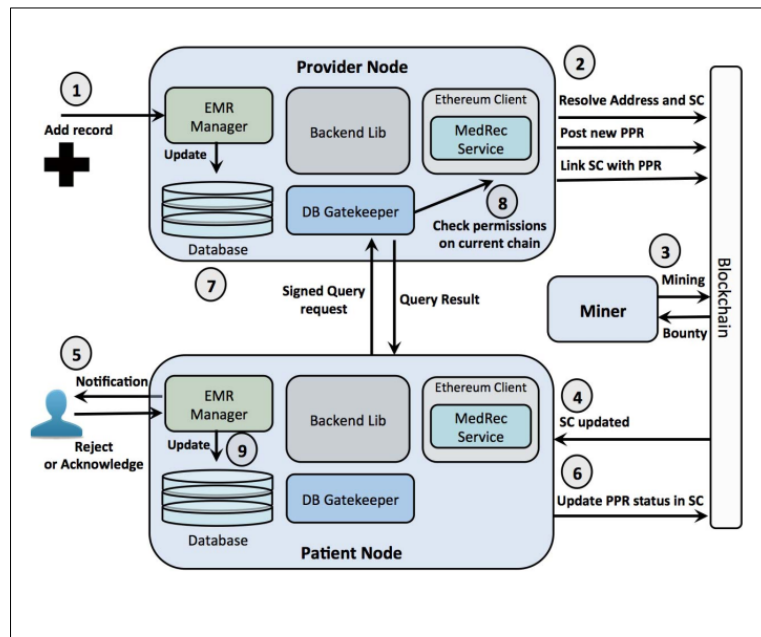 Provider Node
1
Add record
EMR
Manager
Update
Database
Backend Lib
DB Gatekeeper
Ethereum Client
MedRec
Service
8
Check permissions
on current chain
2
Resolve Address and SC
Post new PPR
Link SC with PPR
Blockchain
3
Mining
Miner
Bounty
7
Signed Query
request
Query Result
5
Notification
Reject
or Acknowledge
EMR
Manager
Update
9
Database
Backend Lib
DB Gatekeeper
Ethereum Client
MedRec
Service
Patient Node
4
SC updated
6
Update PPR status in SC